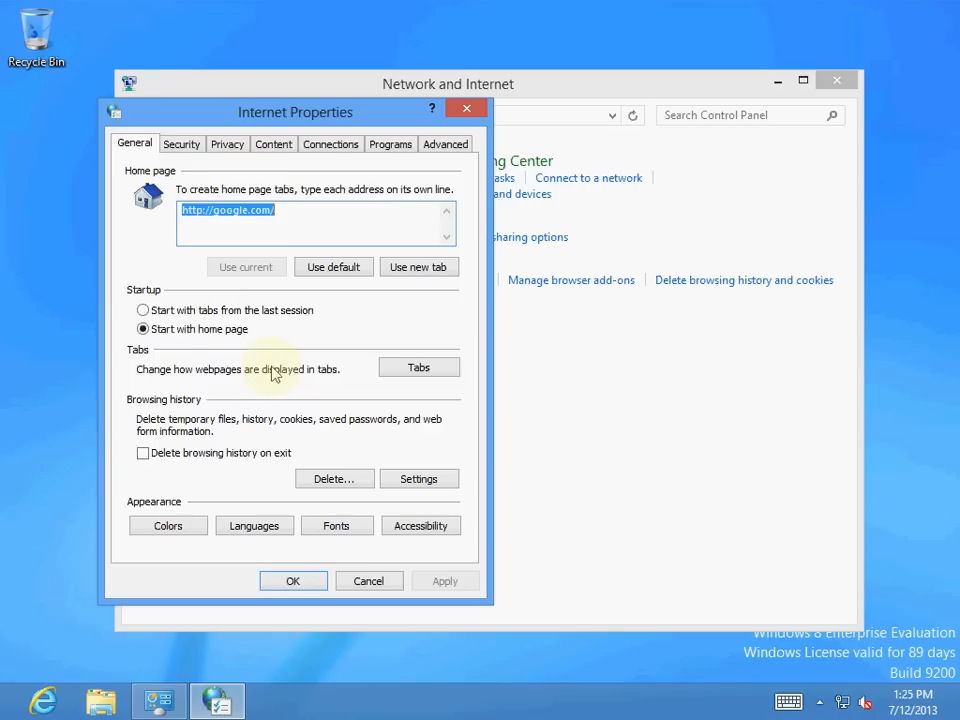 Recycle Bin
Network and Internet
Search Control Panel
ng Center
asks Connect to a network
and devices
sharing options
Manage browser add-ons Delete browsing history and cookies
Internet Properties
?
General Security Privacy Content Connections Programs Advanced
Home page
To create home page tabs, type each address on its own line.
http://google.com/
Use current Use default Use new tab
Startup
Start with tabs from the last session
Start with home page
Tabs
Change how webpages are displayed in tabs. Tabs
Browsing history
Delete temporary files, history, cookies, saved passwords, and web
form information.
Delete browsing history on exit
Delete... Settings
Appearance
Colors Languages Fonts Accessibility
OK Cancel Apply
Windows 8 Enterprise Evaluation
Windows License valid for 89 days
Build 9200
1:25 PM
7/12/2013